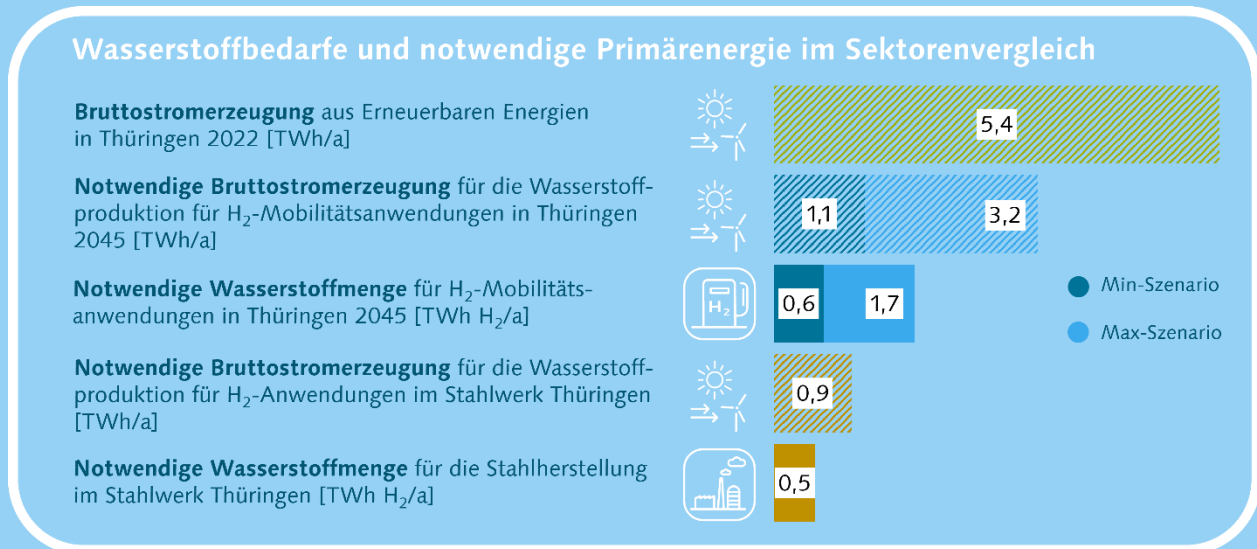 Wasserstoffbedarfe und notwendige Primärenergie im Sektorenvergleich
Bruttostromerzeugung aus Erneuerbaren Energien
in Thüringen 2022 [TWh/a]
5,4
Notwendige Bruttostromerzeugung für die Wasserstoff-
produktion für H₂-Mobilitätsanwendungen in Thüringen
2045 [TWh/a]
1,1
3,2
Notwendige Wasserstoffmenge für H₂-Mobilitäts-
anwendungen in Thüringen 2045 [TWh H₂/a]
H₂
0,6
1,7
Min-Szenario
Max-Szenario
Notwendige Bruttostromerzeugung für die Wasserstoff-
produktion für H₂-Anwendungen im Stahlwerk Thüringen
[TWh/a]
0,9
Notwendige Wasserstoffmenge für die Stahlherstellung
im Stahlwerk Thüringen [TWh H₂/a]
0,5